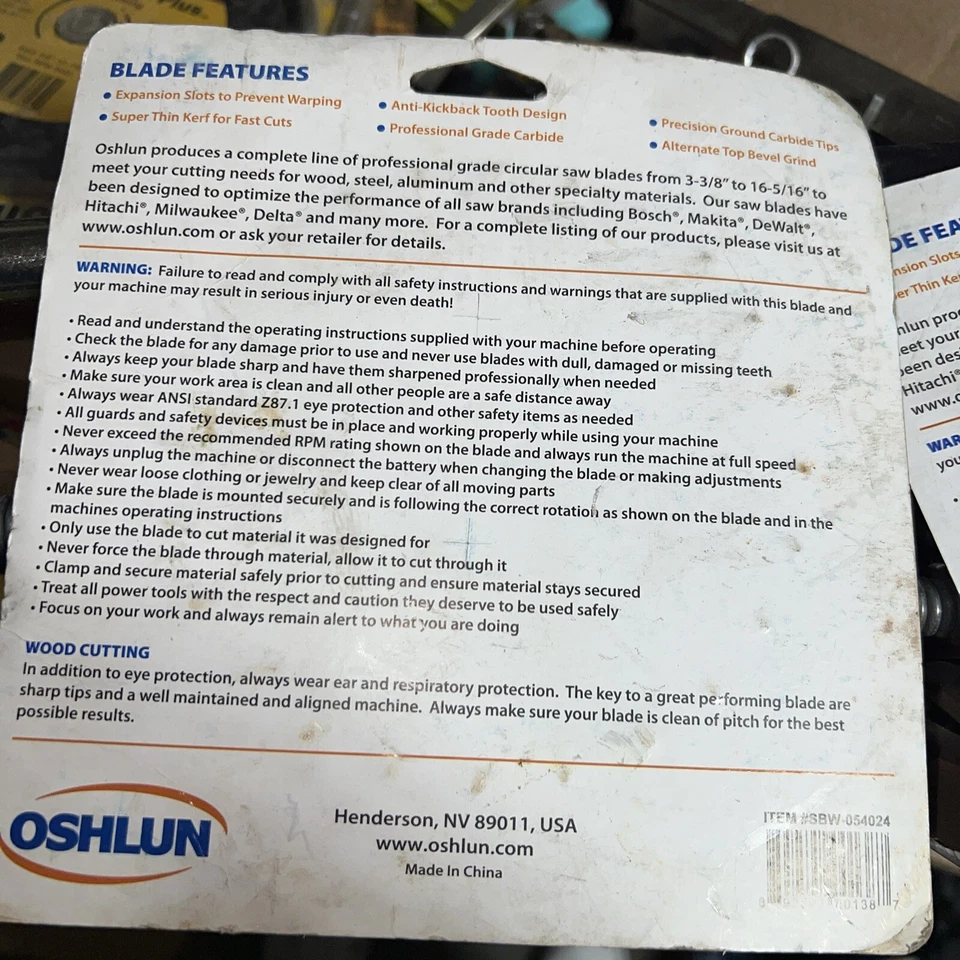 Plus
BLADE FEATURES
• Expansion Slots to Prevent Warping
• Anti-Kickback Tooth Design
• Precision Ground Carbide Tips
• Super Thin Kerf for Fast Cuts
• Professional Grade Carbide
• Alternate Top Bevel Grind
Oshlun produces a complete line of professional grade circular saw blades from 3-3/8" to 16-5/16" to
meet your cutting needs for wood, steel, aluminum and other specialty materials. Our saw blades have
been designed to optimize the performance of all saw brands including Bosch®, Makita®, DeWalt®,
Hitachi®, Milwaukee®, Delta® and many more. For a complete listing of our products, please visit us at
www.oshlun.com or ask your retailer for details.
WARNING: Failure to read and comply with all safety instructions and warnings that are supplied with this blade and
your machine may result in serious injury or even death!
• Read and understand the operating instructions supplied with your machine before operating
• Check the blade for any damage prior to use and never use blades with dull, damaged or missing teeth
• Always keep your blade sharp and have them sharpened professionally when needed
• Make sure your work area is clean and all other people are a safe distance away
• Always wear ANSI standard Z87.1 eye protection and other safety items as needed
• All guards and safety devices must be in place and working properly while using your machine
• Never exceed the recommended RPM rating shown on the blade and always run the machine at full speed
• Always unplug the machine or disconnect the battery when changing the blade or making adjustments
• Never wear loose clothing or jewelry and keep clear of all moving parts
• Make sure the blade is mounted securely and is following the correct rotation as shown on the blade and in the
machines operating instructions
• Only use the blade to cut material it was designed for
• Never force the blade through material, allow it to cut through it
• Clamp and secure material safely prior to cutting and ensure material stays secured
• Treat all power tools with the respect and caution they deserve to be used safely
• Focus on your work and always remain alert to what you are doing
WOOD CUTTING
In addition to eye protection, always wear ear and respiratory protection. The key to a great performing blade are
sharp tips and a well maintained and aligned machine. Always make sure your blade is clean of pitch for the best
possible results.
OSHLUN
Henderson, NV 89011, USA
www.oshlun.com
Made In China
ITEM #SBW-054024
DE FEA
nsion Slots
er Thin Ke
hlun pro
eet your
een des
Hitachi®
www.o
WAR
you